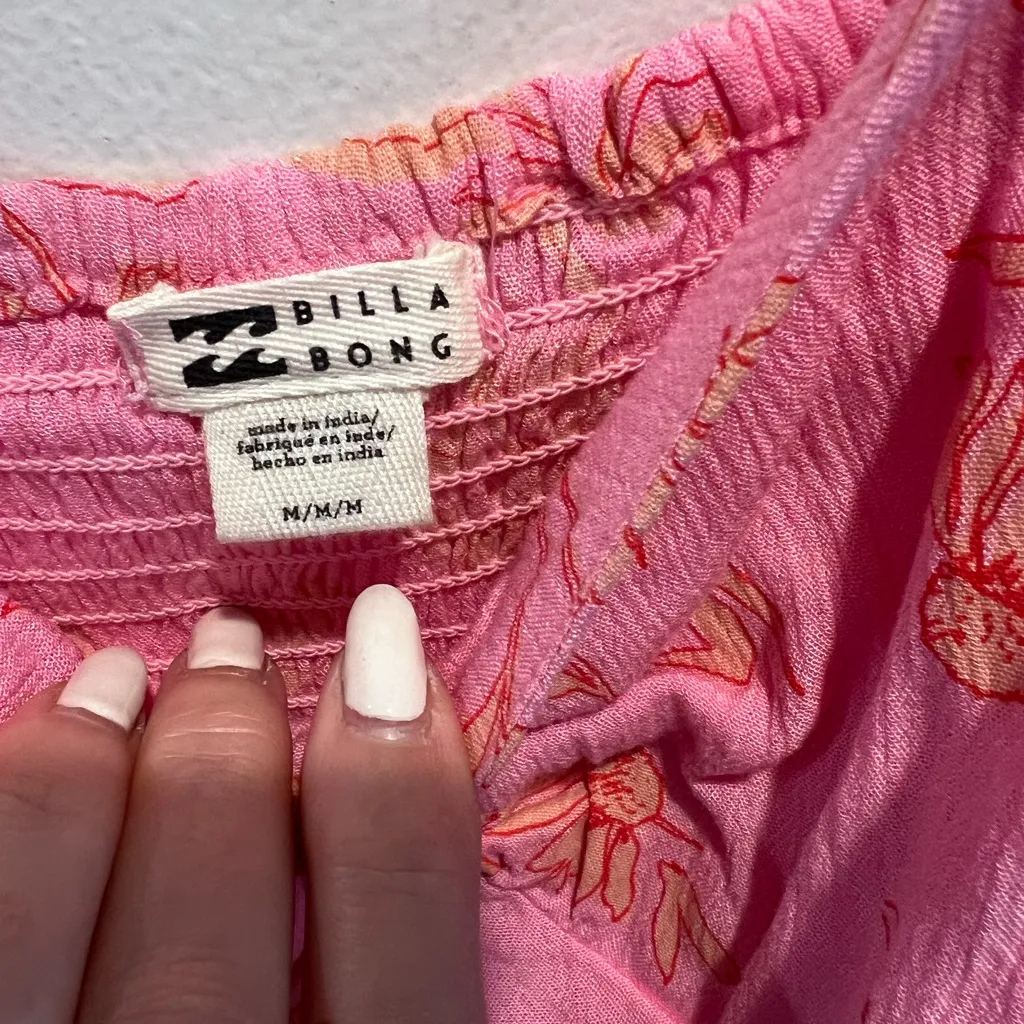 BILLA
BONG
made in india/
fabriqué en inde/
hecho en india
M/M/M